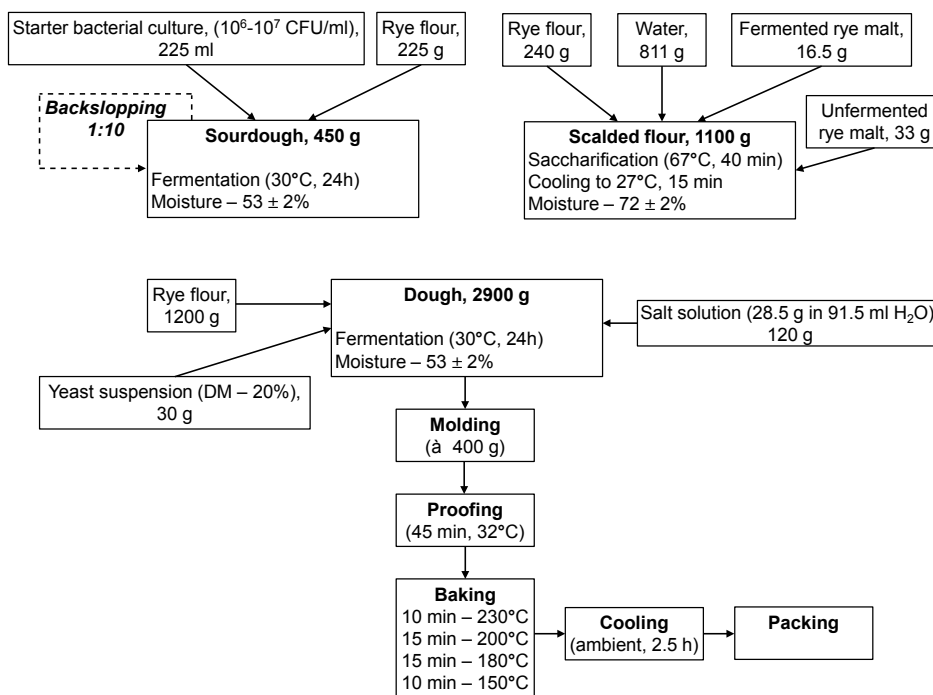 Starter bacterial culture, (10⁶-10⁷ CFU/ml),
225 ml
Rye flour,
225 g
Rye flour,
240 g
Water,
811 g
Fermented rye malt,
16.5 g
Backslopping
1:10
Sourdough, 450 g
Fermentation (30°C, 24h)
Moisture – 53 ± 2%
Scalded flour, 1100 g
Saccharification (67°C, 40 min)
Cooling to 27°C, 15 min
Moisture – 72 ± 2%
Unfermented
rye malt, 33 g
Rye flour,
1200 g
Dough, 2900 g
Fermentation (30°C, 24h)
Moisture – 53 ± 2%
Salt solution (28.5 g in 91.5 ml H₂O)
120 g
Yeast suspension (DM – 20%),
30 g
Molding
(à 400 g)
Proofing
(45 min, 32°C)
Baking
10 min – 230°C
15 min – 200°C
15 min – 180°C
10 min – 150°C
Cooling
(ambient, 2.5 h)
Packing